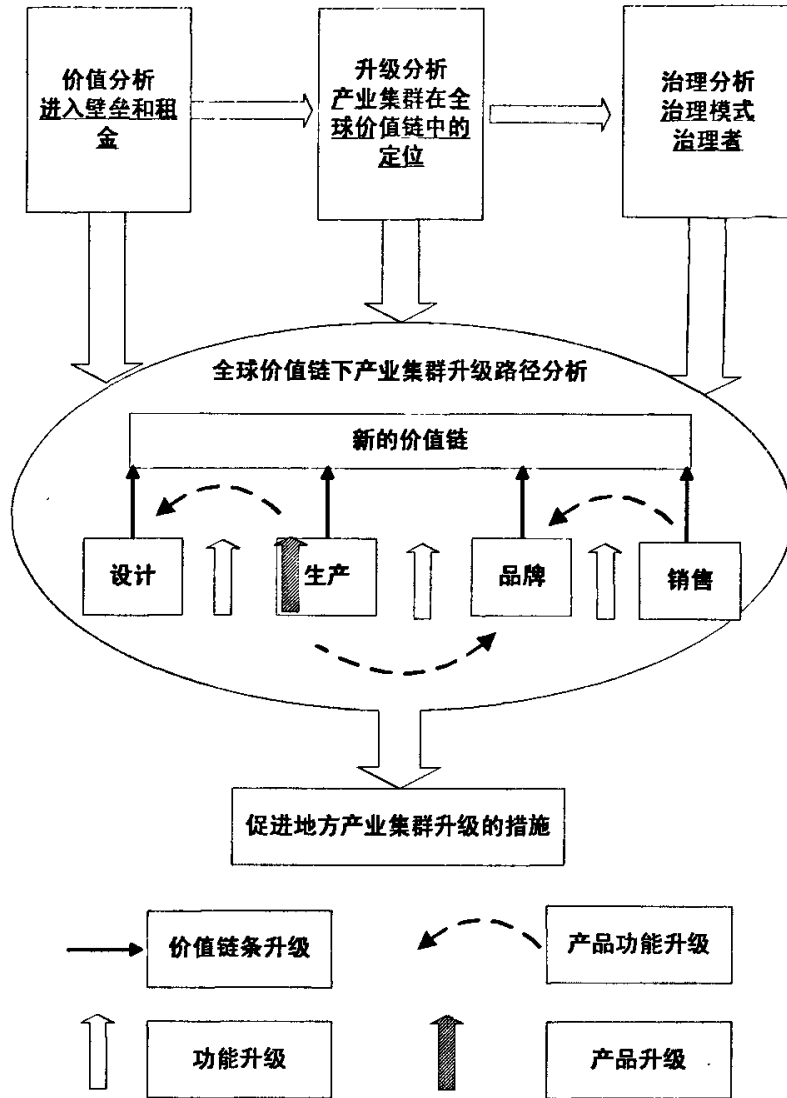 价值分析
进入壁垒和租
金
升级分析
产业集群在全
球价值链中的
定位
治理分析
治理模式
治理者
全球价值链下产业集群升级路径分析
新的价值链
设计
生产
品牌
销售
促进地方产业集群升级的措施
价值链条升级
产品功能升级
功能升级
产品升级